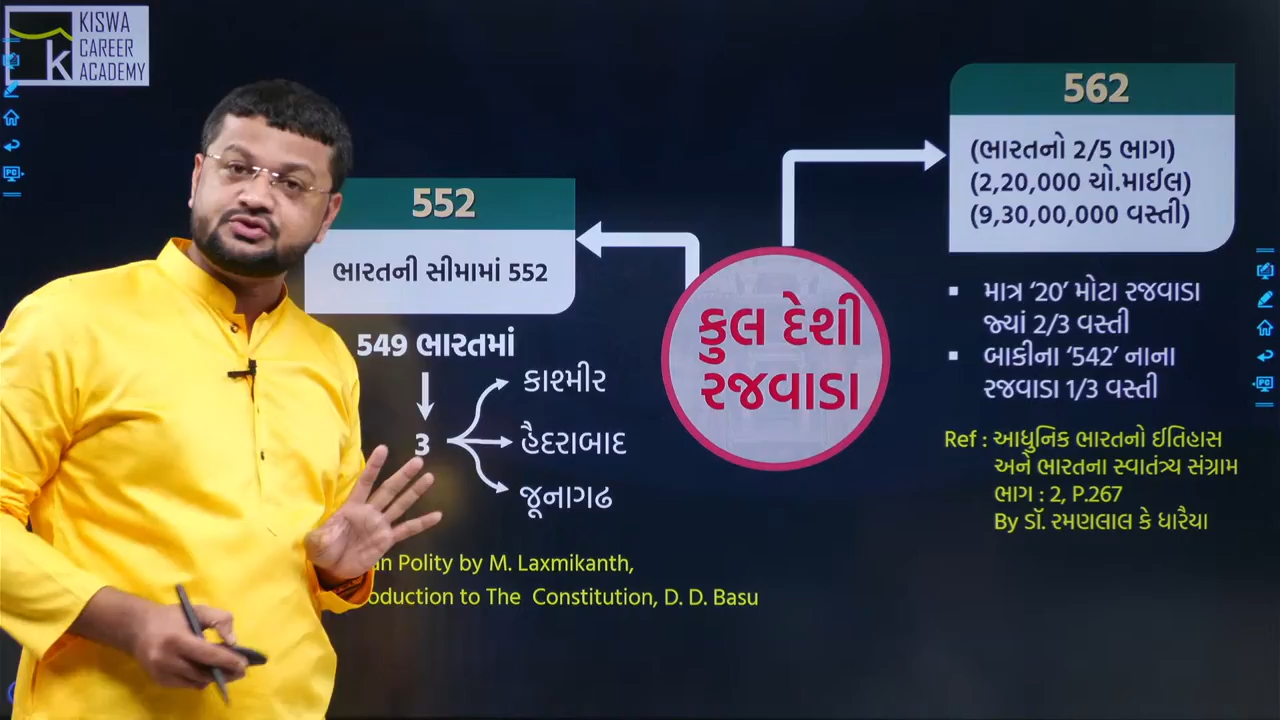 KISWA
CAREER
ACADEMY
k
562
(ભારતનો 2/5 ભાગ)
(2,20,000 ચો.માઈલ)
(9,30,00,000 વસ્તી)
552
ભારતની સીમામાં 552
549 ભારતમાં
3
કાશ્મીર
હૈદરાબાદ
જૂનાગઢ
કુલ દેશી
રજવાડા
▪ માત્ર ‘20’ મોટા રજવાડા
જ્યાં 2/3 વસ્તી
▪ બાકીના ‘542’ નાના
રજવાડા 1/3 વસ્તી
Ref : આધુનિક ભારતનો ઈતિહાસ
અને ભારતના સ્વાતંત્ર્ય સંગ્રામ
ભાગ : 2, P.267
By ડૉ. રમણલાલ કે ધારૈયા
Polity by M. Laxmikanth,
to The Constitution, D. D. Basu
PC
PC